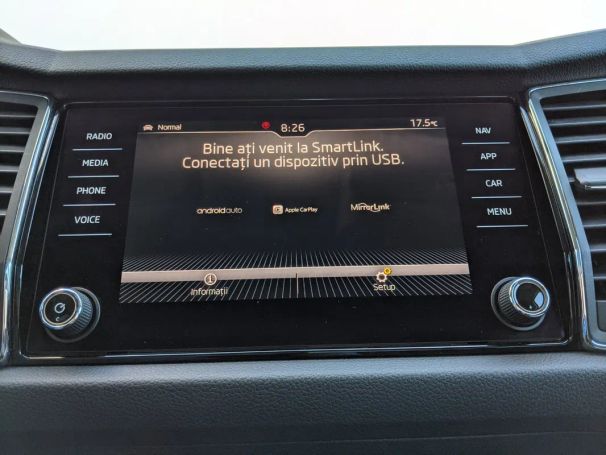 Normal 8:26 17.5°C
RADIO
MEDIA
PHONE
VOICE
Bine ați venit la SmartLink.
Conectați un dispozitiv prin USB.
androidauto Apple CarPlay MirrorLink
Informații Setup
NAV
APP
CAR
MENU